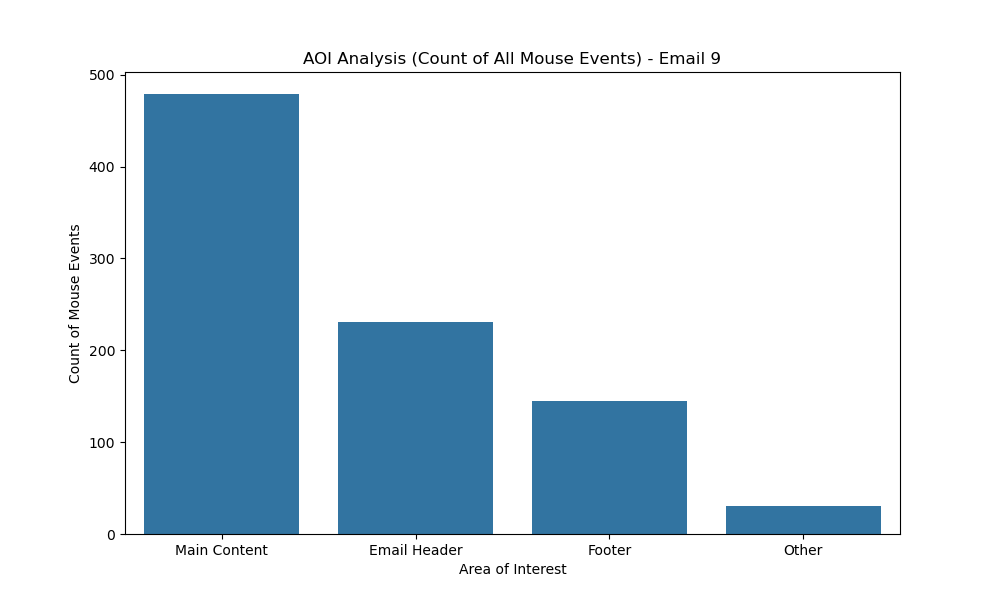 AOI Analysis (Count of All Mouse Events) - Email 9
500
400
300
200
100
0
Count of Mouse Events
Main Content
Email Header
Footer
Other
Area of Interest